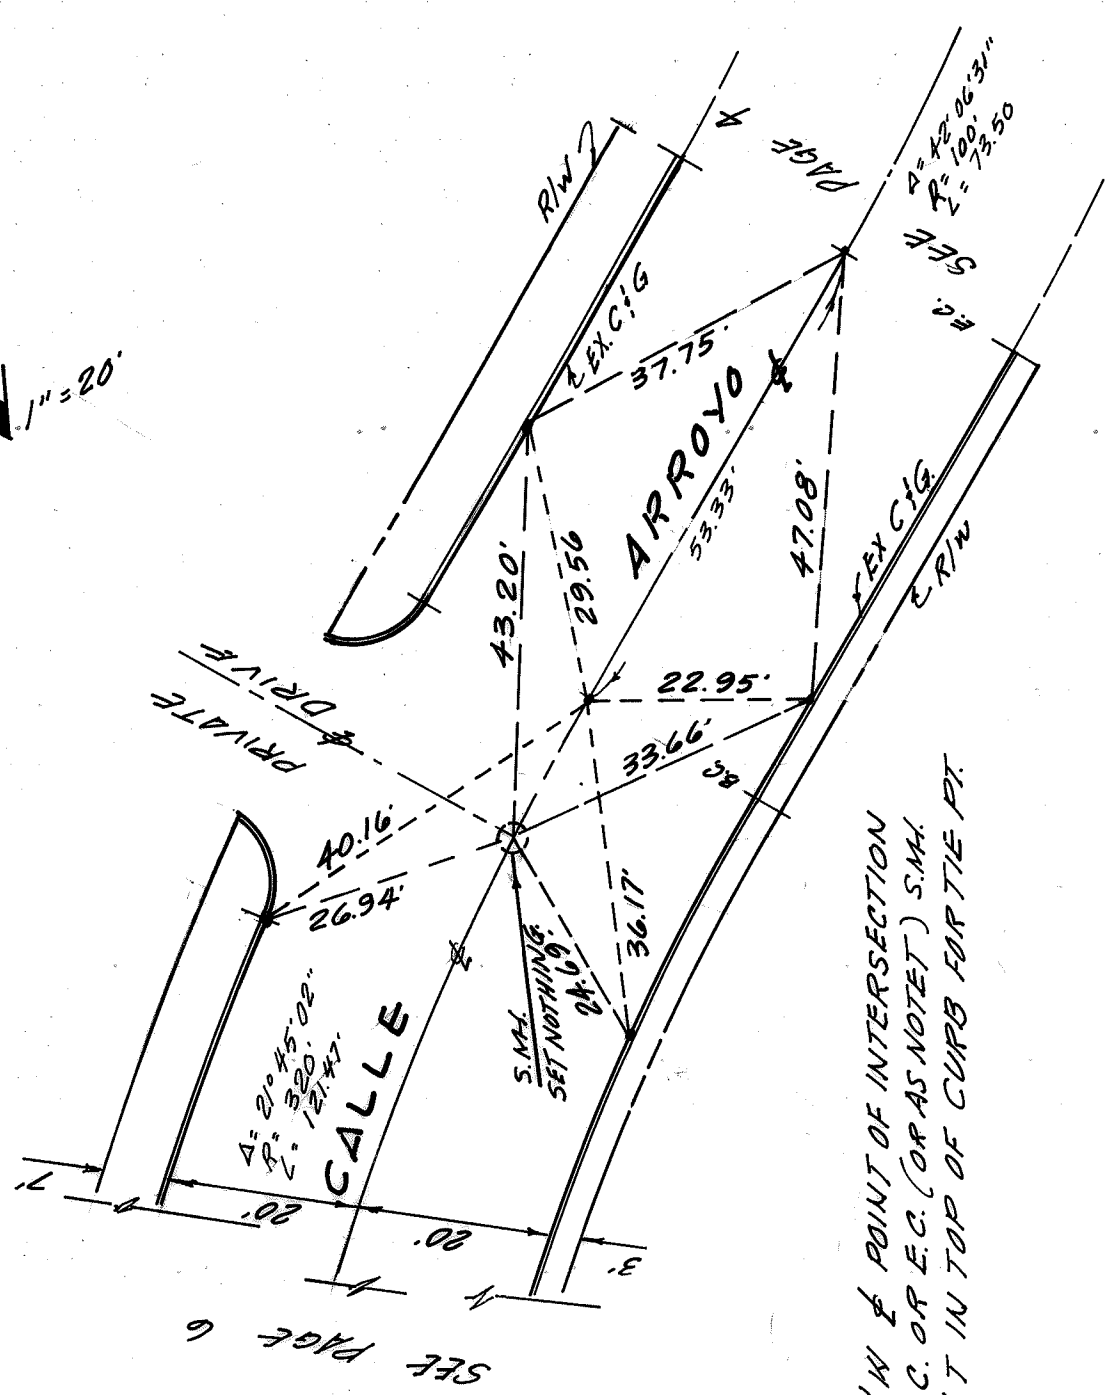 1"=20'
R/W
PAGE 4
SEE
Δ= 42°06'31"
R= 100'
L= 73.50
E.C.
EX. C & G
37.75'
ARROYO
53.33'
47.08'
43.20'
29.56
EX C & G.
R/W
PRIVATE
DRIVE
22.95'
33.66'
B.C.
40.16'
26.94'
S.M.H.
SET NOTHING.
24.69'
36.17'
Δ= 21°45'02"
R= 320'
L= 121.47'
CALLE
7'
20'
20'
3'
SEE PAGE 6
POINT OF INTERSECTION
C. OR E.C. (OR AS NOTET) S.M.H.
T IN TOP OF CURB FOR TIE PT.